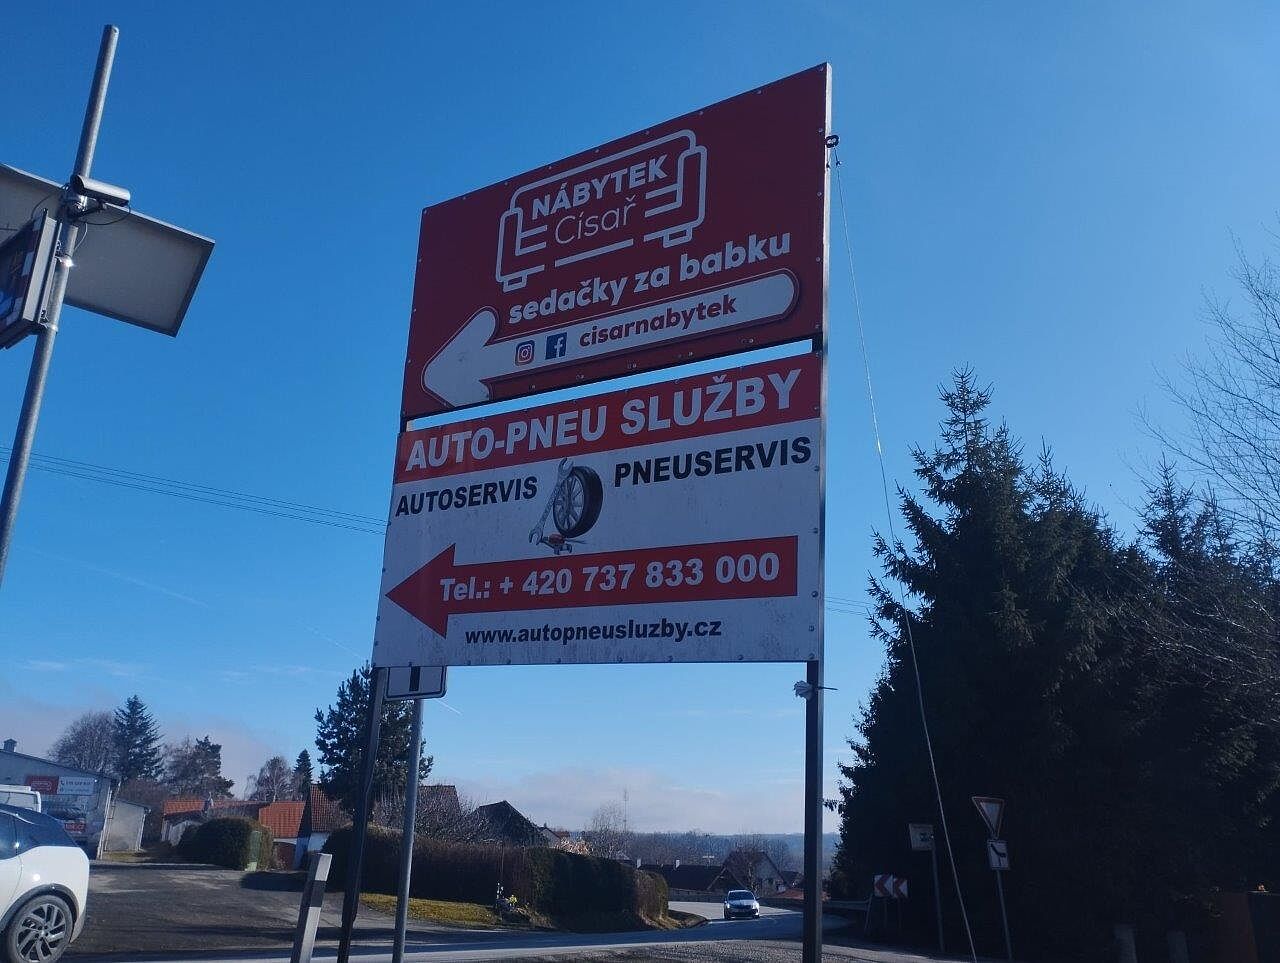 NÁBYTEK
Císař
sedačky za babku
cisarnabytek
AUTO-PNEU SLUŽBY
AUTOSERVIS
PNEUSERVIS
Tel.: + 420 737 833 000
www.autopneusluzby.cz